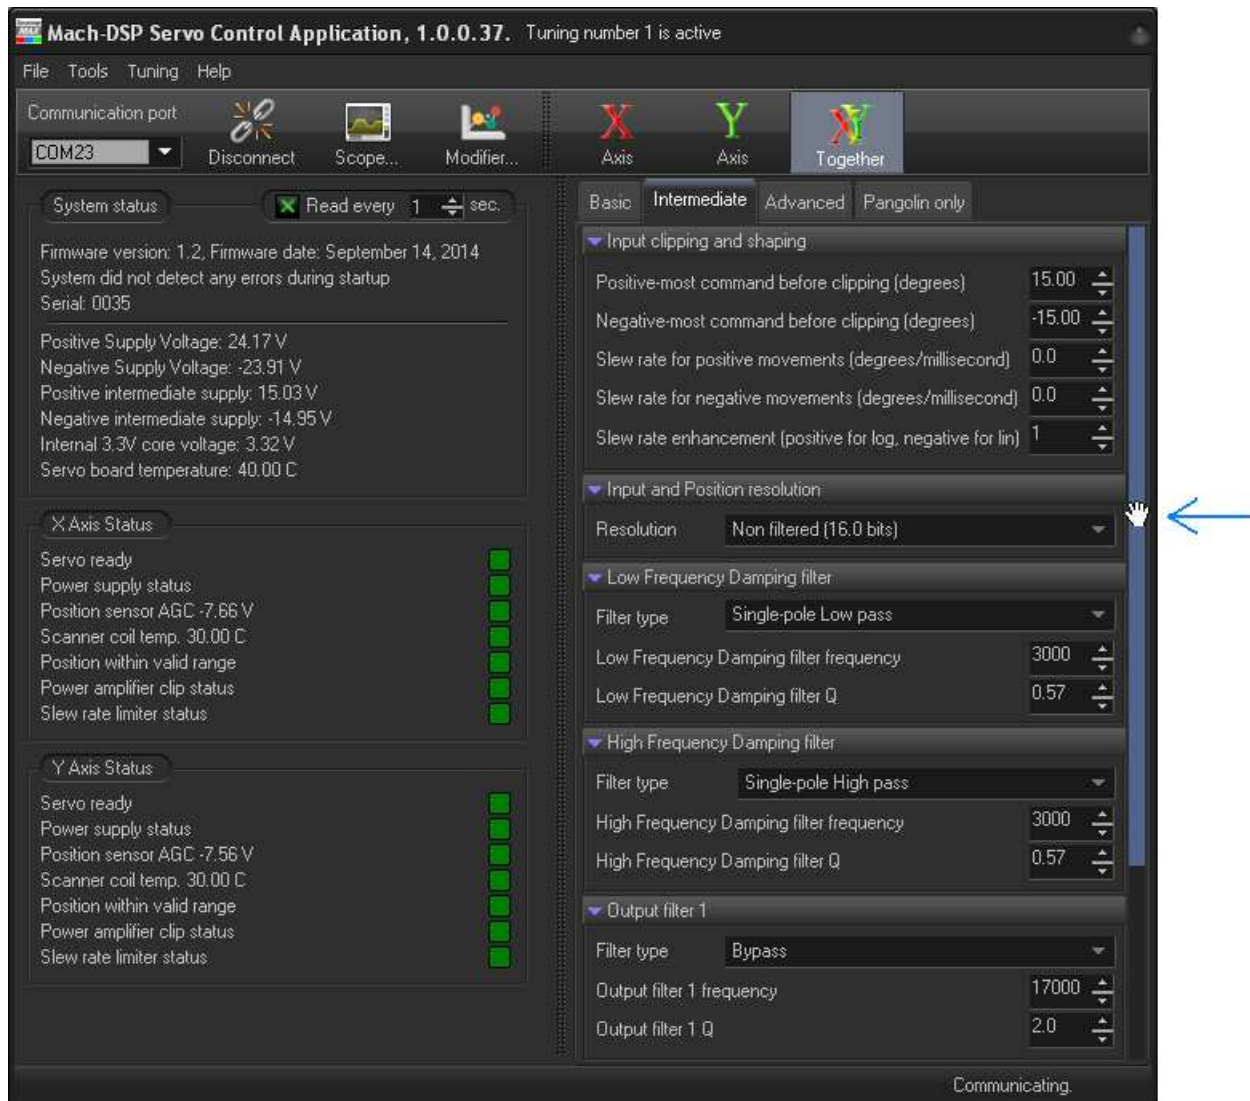 Mach-DSP Servo Control Application, 1.0.0.37. Tuning number 1 is active
File Tools Tuning Help
Communication port
COM23
Disconnect
Scope...
Modifier...
X
Axis
Y
Axis
XY
Together
System status
Read every 1 sec.
Firmware version: 1.2, Firmware date: September 14, 2014
System did not detect any errors during startup
Serial: 0035
Positive Supply Voltage: 24.17 V
Negative Supply Voltage: -23.91 V
Positive intermediate supply: 15.03 V
Negative intermediate supply: -14.95 V
Internal 3.3V core voltage: 3.32 V
Servo board temperature: 40.00 C
X Axis Status
Servo ready
Power supply status
Position sensor AGC -7.66 V
Scanner coil temp. 30.00 C
Position within valid range
Power amplifier clip status
Slew rate limiter status
Y Axis Status
Servo ready
Power supply status
Position sensor AGC -7.56 V
Scanner coil temp. 30.00 C
Position within valid range
Power amplifier clip status
Slew rate limiter status
Basic Intermediate Advanced Pangolin only
Input clipping and shaping
Positive-most command before clipping (degrees) 15.00
Negative-most command before clipping (degrees) -15.00
Slew rate for positive movements (degrees/millisecond) 0.0
Slew rate for negative movements (degrees/millisecond) 0.0
Slew rate enhancement (positive for log, negative for lin) 1
Input and Position resolution
Resolution Non filtered (16.0 bits)
Low Frequency Damping filter
Filter type Single-pole Low pass
Low Frequency Damping filter frequency 3000
Low Frequency Damping filter Q 0.57
High Frequency Damping filter
Filter type Single-pole High pass
High Frequency Damping filter frequency 3000
High Frequency Damping filter Q 0.57
Output filter 1
Filter type Bypass
Output filter 1 frequency 17000
Output filter 1 Q 2.0
Communicating.